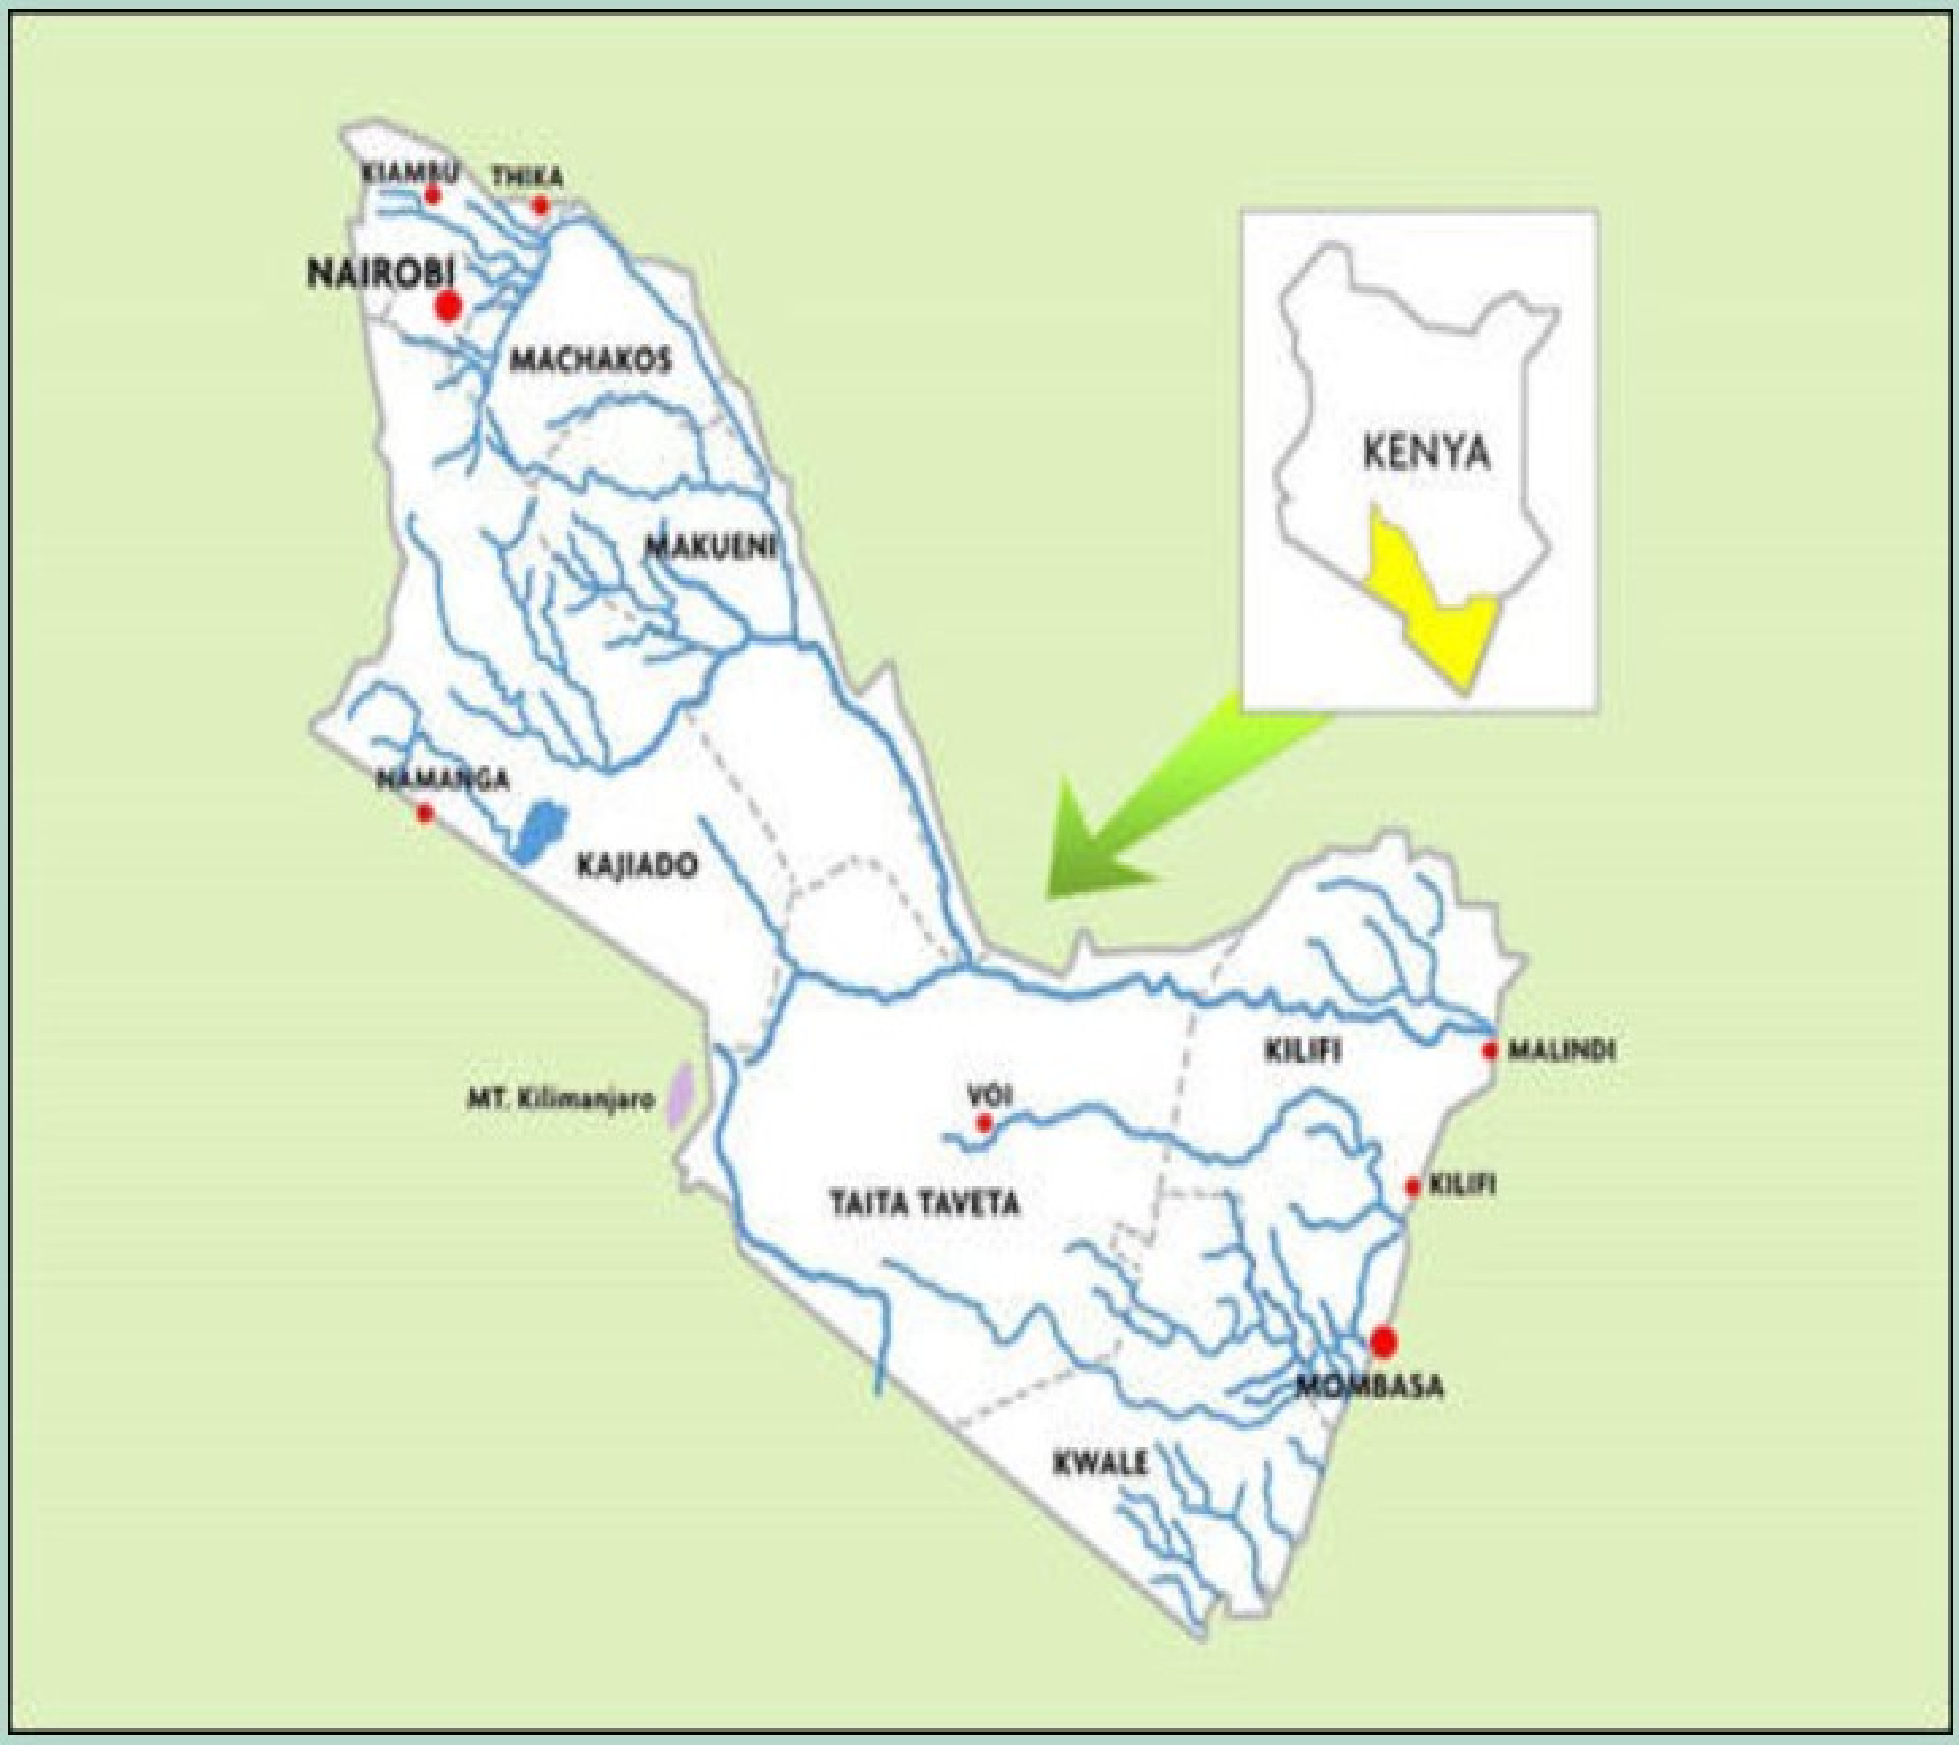 KIAMBU
THIKA
NAIROBI
MACHAKOS
KENYA
MAKUENI
NAMANGA
KAJIADO
KILIFI
MALINDI
MT. Kilimanjaro
VOI
KILIFI
TAITA TAVETA
MOMBASA
KWALE